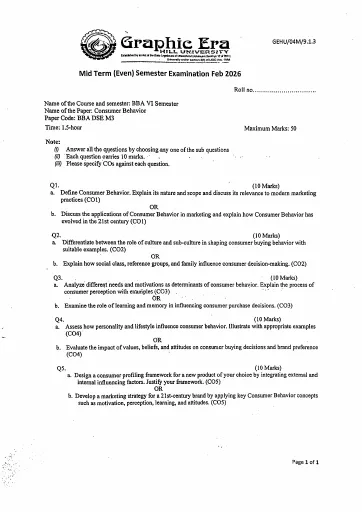 Graphic Era
HILL UNIVERSITY
GEHU/04M/9.1.3
Mid Term (Even) Semester Examination Feb 2026
Roll no..............................
Name of the Course and semester: BBA VI Semester
Name of the Paper: Consumer Behavior
Paper Code: BBA DSE M3
Time: 1.5-hour Maximum Marks: 50
Note:
(i) Answer all the questions by choosing any one of the sub questions
(ii) Each question carries 10 marks.
(iii) Please specify COs against each question.
Q1. (10 Marks)
a. Define Consumer Behavior. Explain its nature and scope and discuss its relevance to modern marketing
practices (CO1)
OR
b. Discuss the applications of Consumer Behavior in marketing and explain how Consumer Behavior has
evolved in the 21st century (CO1)
Q2. (10 Marks)
a. Differentiate between the role of culture and sub-culture in shaping consumer buying behavior with
suitable examples. (CO2)
OR
b. Explain how social class, reference groups, and family influence consumer decision-making. (CO2)
Q3. (10 Marks)
a. Analyze different needs and motivations as determinants of consumer behavior. Explain the process of
consumer perception with examples (CO3)
OR
b. Examine the role of learning and memory in influencing consumer purchase decisions. (CO3)
Q4. (10 Marks)
a. Assess how personality and lifestyle influence consumer behavior. Illustrate with appropriate examples
(CO4)
OR
b. Evaluate the impact of values, beliefs, and attitudes on consumer buying decisions and brand preference
(CO4)
Q5. (10 Marks)
a. Design a consumer profiling framework for a new product of your choice by integrating external and
internal influencing factors. Justify your framework. (CO5)
OR
b. Develop a marketing strategy for a 21st-century brand by applying key Consumer Behavior concepts
such as motivation, perception, learning, and attitudes. (CO5)
Page 1 of 1